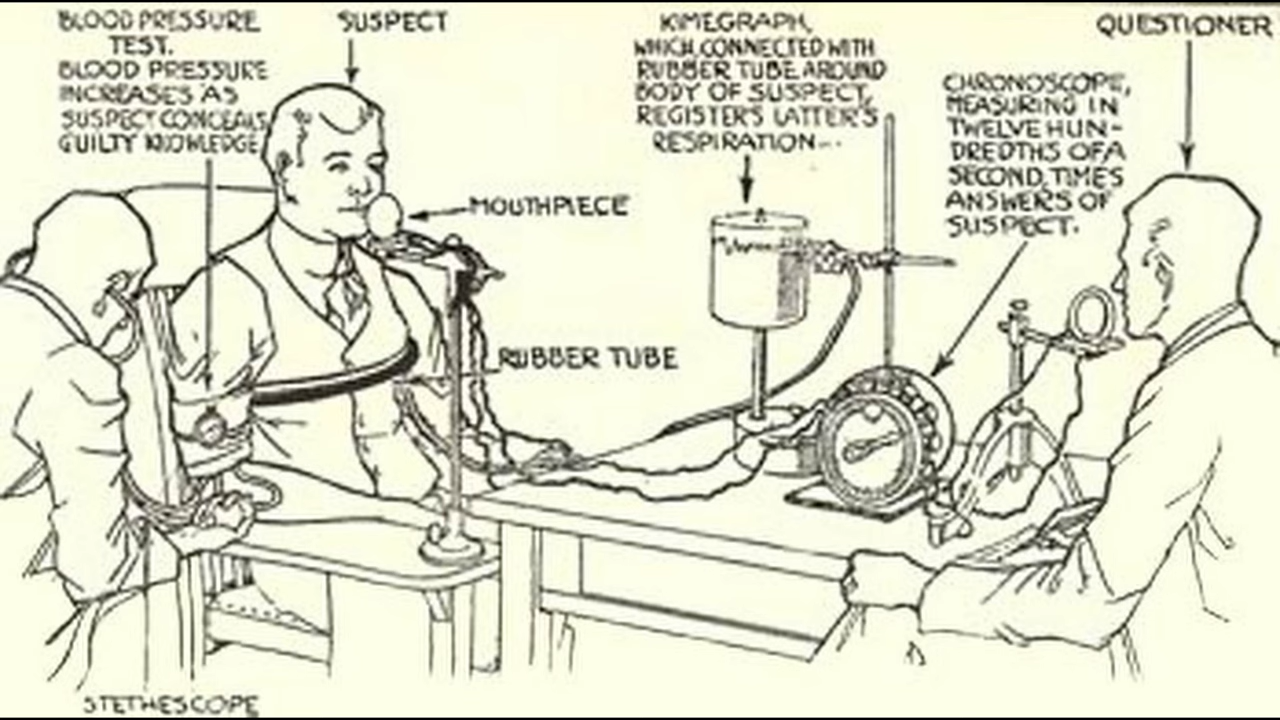 BLOOD PRESSURE
TEST.
BLOOD PRESSURE
INCREASES AS
SUSPECT CONCEALS
GUILTY KNOWLEDGE
SUSPECT
KIMEGRAPH,
WHICH, CONNECTED WITH
RUBBER TUBE AROUND
BODY OF SUSPECT,
REGISTER'S LATTER'S
RESPIRATION--
QUESTIONER
CHRONOSCOPE,
MEASURING IN
TWELVE HUN-
DREDTHS OF A
SECOND, TIMES
ANSWERS OF
SUSPECT.
MOUTHPIECE
RUBBER TUBE
STETHESCOPE